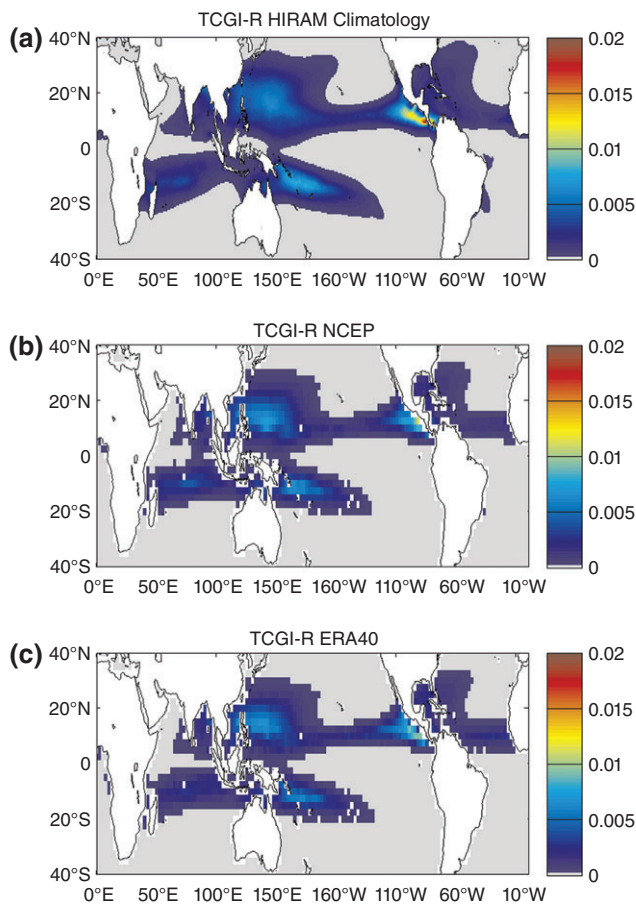 TCGI-R HIRAM Climatology
(a)
40°N
20°N
0
20°S
40°S
0°E 50°E 100°E 150°E 160°W 110°W 60°W 10°W
0.02
0.015
0.01
0.005
0
TCGI-R NCEP
(b)
40°N
20°N
0
20°S
40°S
0°E 50°E 100°E 150°E 160°W 110°W 60°W 10°W
0.02
0.015
0.01
0.005
0
TCGI-R ERA40
(c)
40°N
20°N
0
20°S
40°S
0°E 50°E 100°E 150°E 160°W 110°W 60°W 10°W
0.02
0.015
0.01
0.005
0